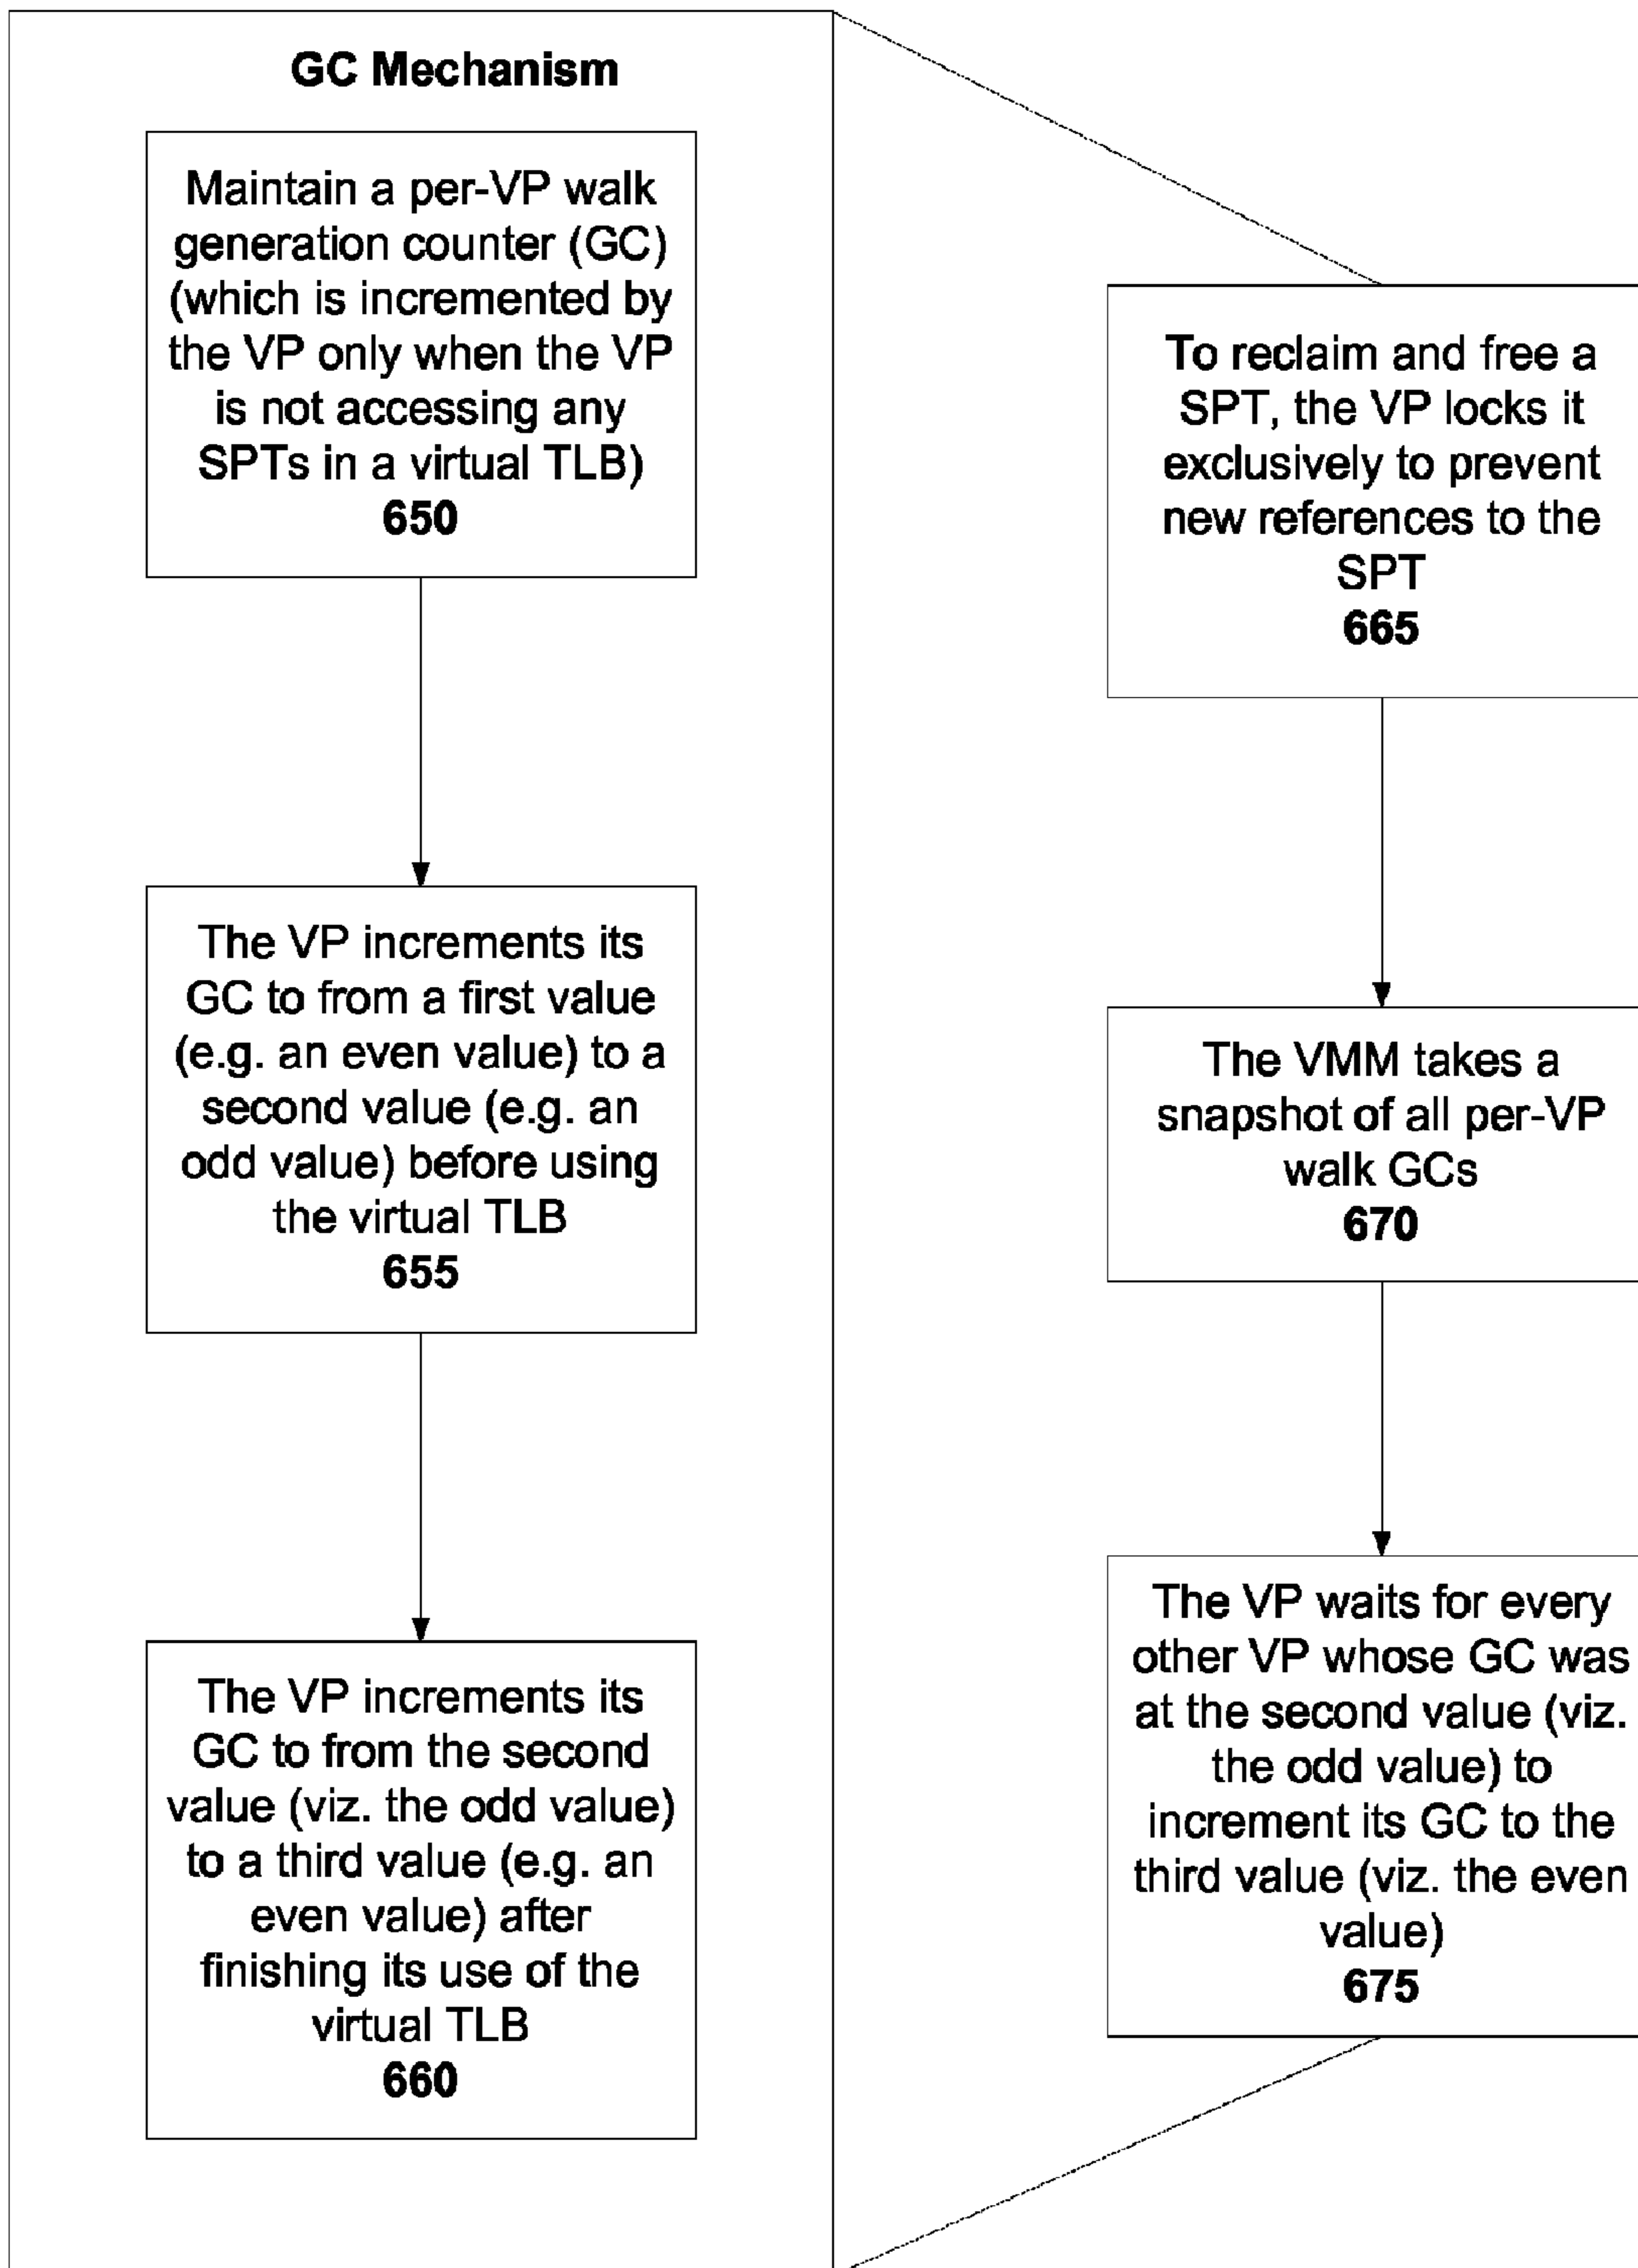 GC Mechanism
Maintain a per-VP walk
generation counter (GC)
(which is incremented by
the VP only when the VP
is not accessing any
SPTs in a virtual TLB)
650
The VP increments its
GC to from a first value
(e.g. an even value) to a
second value (e.g. an
odd value) before using
the virtual TLB
655
The VP increments its
GC to from the second
value (viz. the odd value)
to a third value (e.g. an
even value) after
finishing its use of the
virtual TLB
660
To reclaim and free a
SPT, the VP locks it
exclusively to prevent
new references to the
SPT
665
The VMM takes a
snapshot of all per-VP
walk GCs
670
The VP waits for every
other VP whose GC was
at the second value (viz.
the odd value) to
increment its GC to the
third value (viz. the even
value)
675